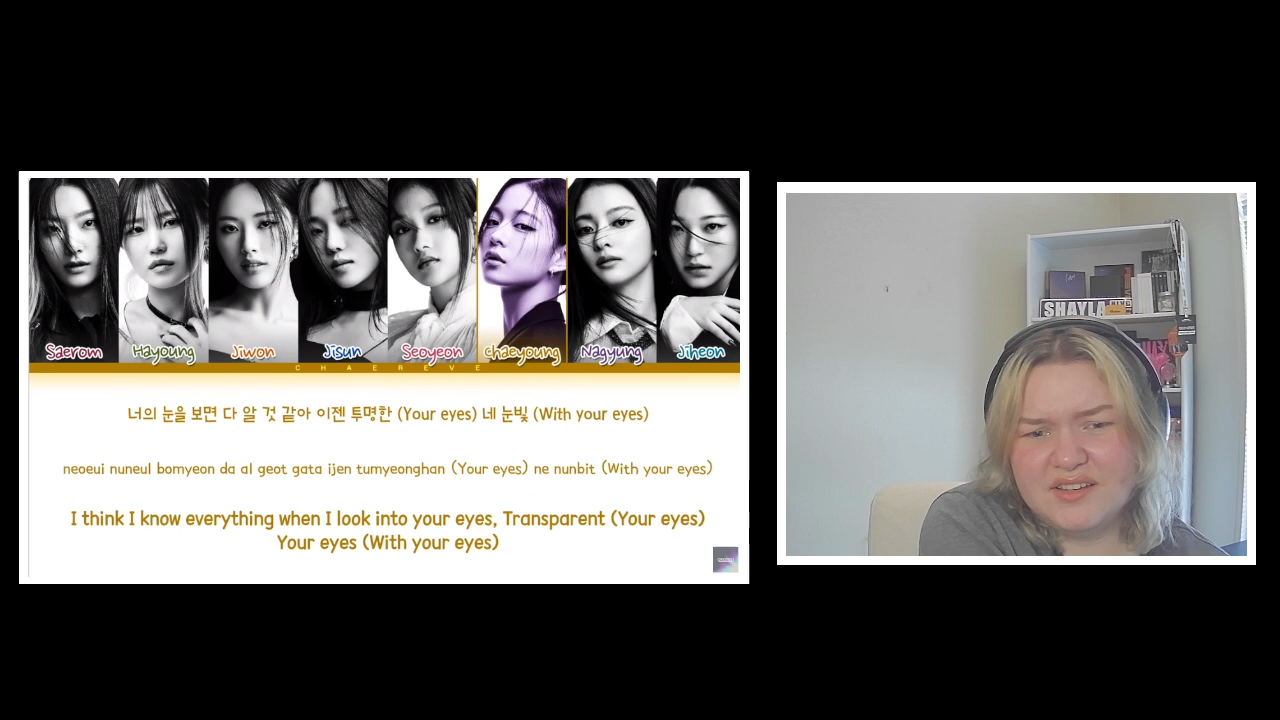 Saerom
Hayoung
Jiwon
Jisun
Seoyeon
Chaeyoung
Nagyung
Jiheon
CHAEREVE
너의 눈을 보면 다 알 것 같아 이젠 투명한 (Your eyes) 네 눈빛 (With your eyes)
neoeui nuneul bomyeon da al geot gata ijen tumyeonghan (Your eyes) ne nunbit (With your eyes)
I think I know everything when I look into your eyes, Transparent (Your eyes)
Your eyes (With your eyes)
SHAYLA